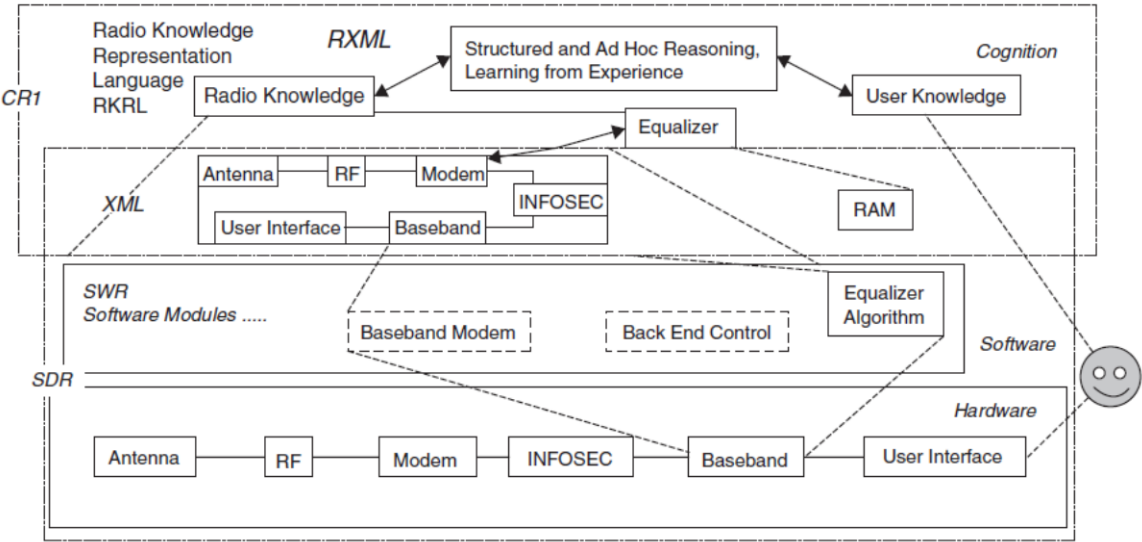 Radio Knowledge
Representation
Language
RKRL
RXML
Structured and Ad Hoc Reasoning,
Learning from Experience
Cognition
CR1
Radio Knowledge
User Knowledge
Equalizer
XML
Antenna
RF
Modem
INFOSEC
User Interface
Baseband
RAM
SWR
Software Modules .....
Baseband Modem
Back End Control
Equalizer
Algorithm
Software
SDR
Hardware
Antenna
RF
Modem
INFOSEC
Baseband
User Interface